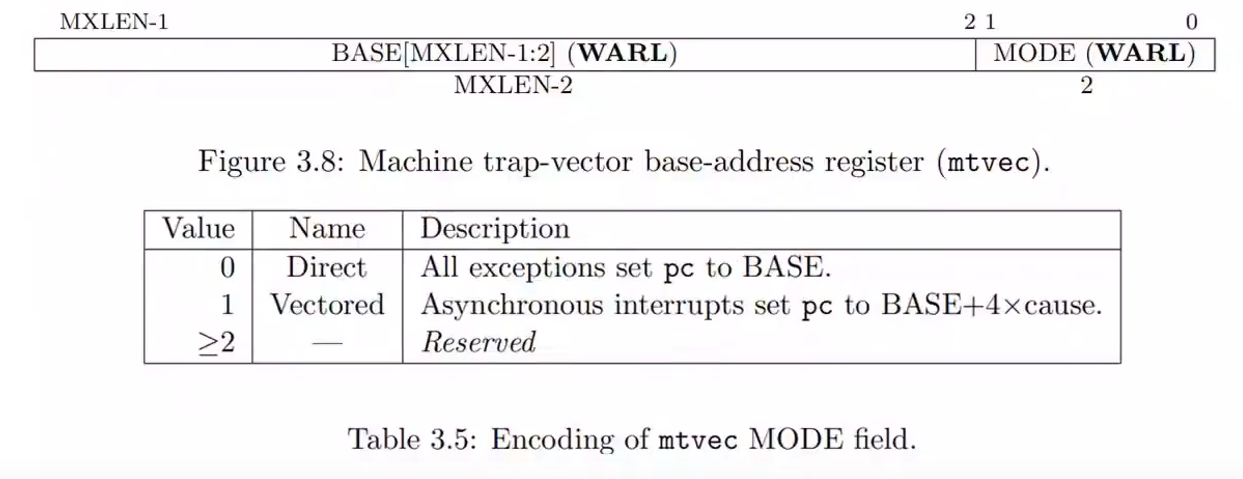 MXLEN-1 2 1 0
BASE[MXLEN-1:2] (WARL) MODE (WARL)
MXLEN-2 2
Figure 3.8: Machine trap-vector base-address register (mtvec).
Value Name Description
0 Direct All exceptions set pc to BASE.
1 Vectored Asynchronous interrupts set pc to BASE+4×cause.
≥2 — Reserved
Table 3.5: Encoding of mtvec MODE field.